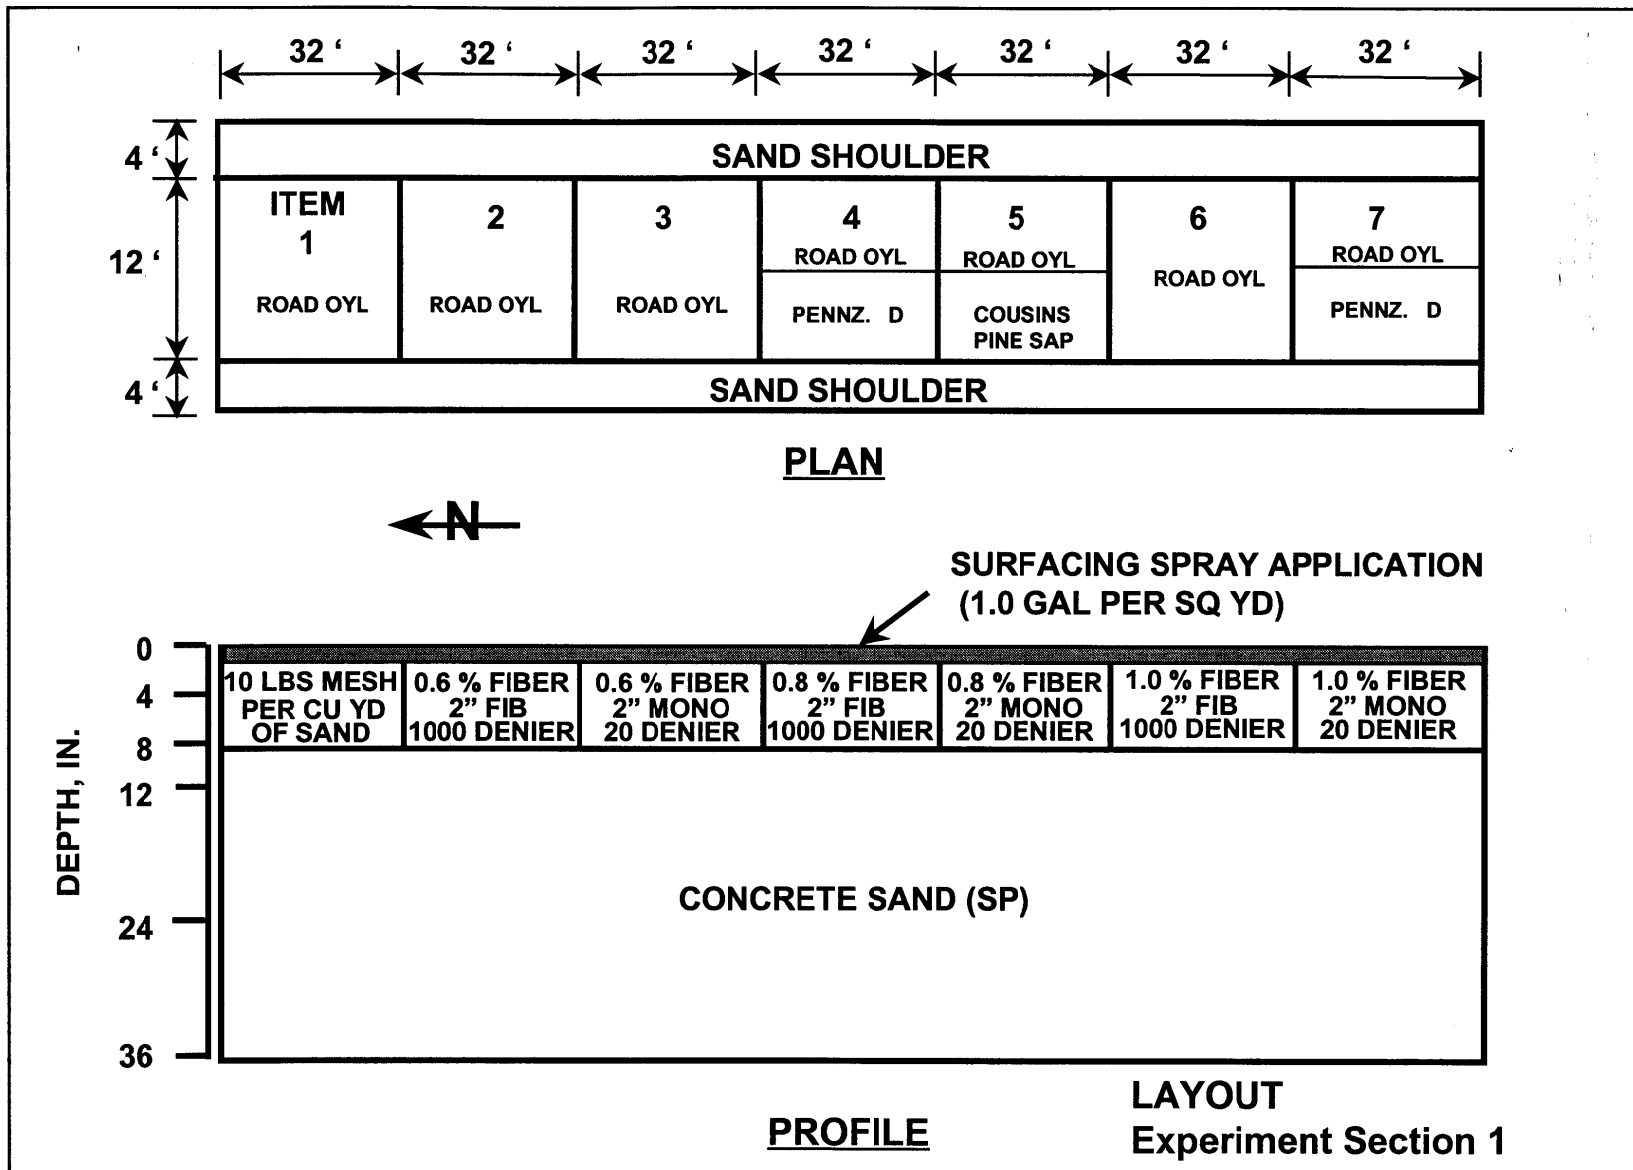 32 ‘ 32 ‘ 32 ‘ 32 ‘ 32 ‘ 32 ‘ 32 ‘
4 ‘
SAND SHOULDER
12 ‘
ITEM
1
ROAD OYL
2
ROAD OYL
3
ROAD OYL
4
ROAD OYL
PENNZ. D
5
ROAD OYL
COUSINS
PINE SAP
6
ROAD OYL
7
ROAD OYL
PENNZ. D
4 ‘
SAND SHOULDER
PLAN
N
SURFACING SPRAY APPLICATION
(1.0 GAL PER SQ YD)
DEPTH, IN.
0
4
8
12
24
36
10 LBS MESH
PER CU YD
OF SAND
0.6 % FIBER
2” FIB
1000 DENIER
0.6 % FIBER
2” MONO
20 DENIER
0.8 % FIBER
2” FIB
1000 DENIER
0.8 % FIBER
2” MONO
20 DENIER
1.0 % FIBER
2” FIB
1000 DENIER
1.0 % FIBER
2” MONO
20 DENIER
CONCRETE SAND (SP)
PROFILE
LAYOUT
Experiment Section 1